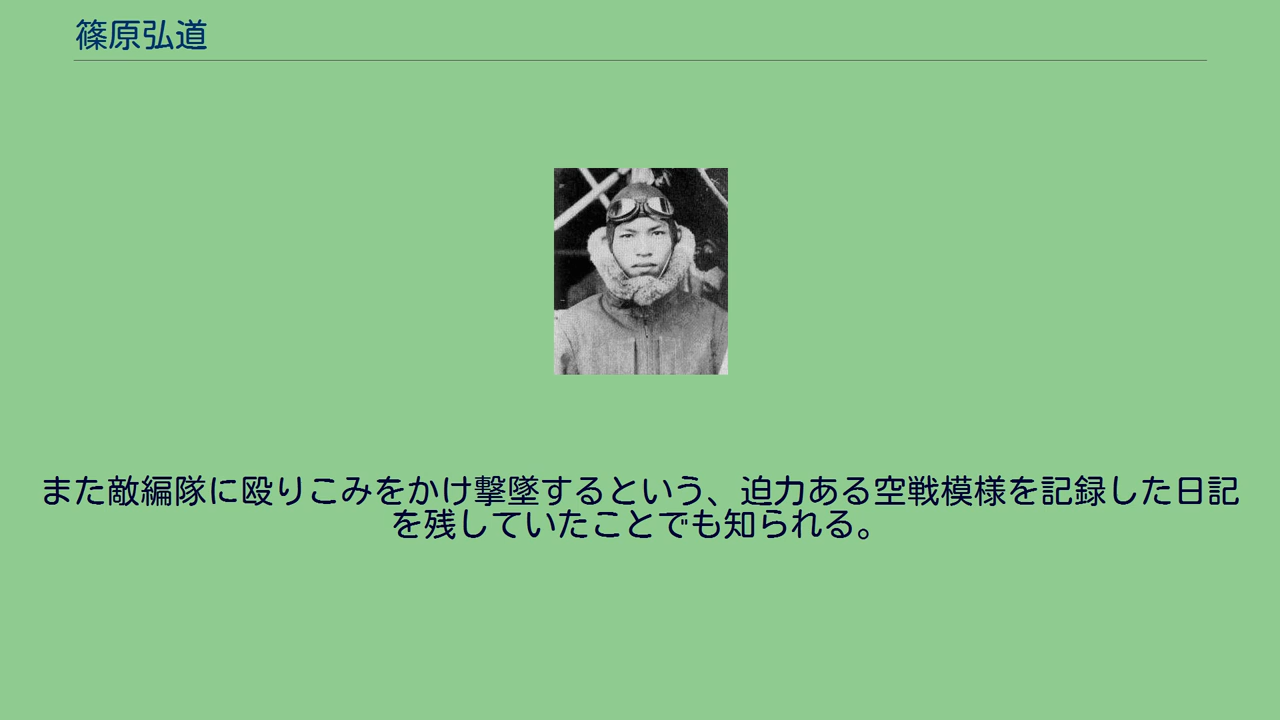 篠原弘道
また敵編隊に殴りこみをかけ撃墜するという、迫力ある空戦模様を記録した日記
を残していたことでも知られる。